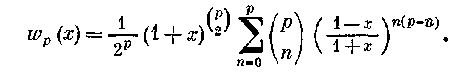 w_p (x) = \frac{1}{2^p} (1+x)^{\binom{p}{2}} \sum_{n=0}^{p} \binom{p}{n} \left( \frac{1-x}{1+x} \right)^{n(p-n)}.